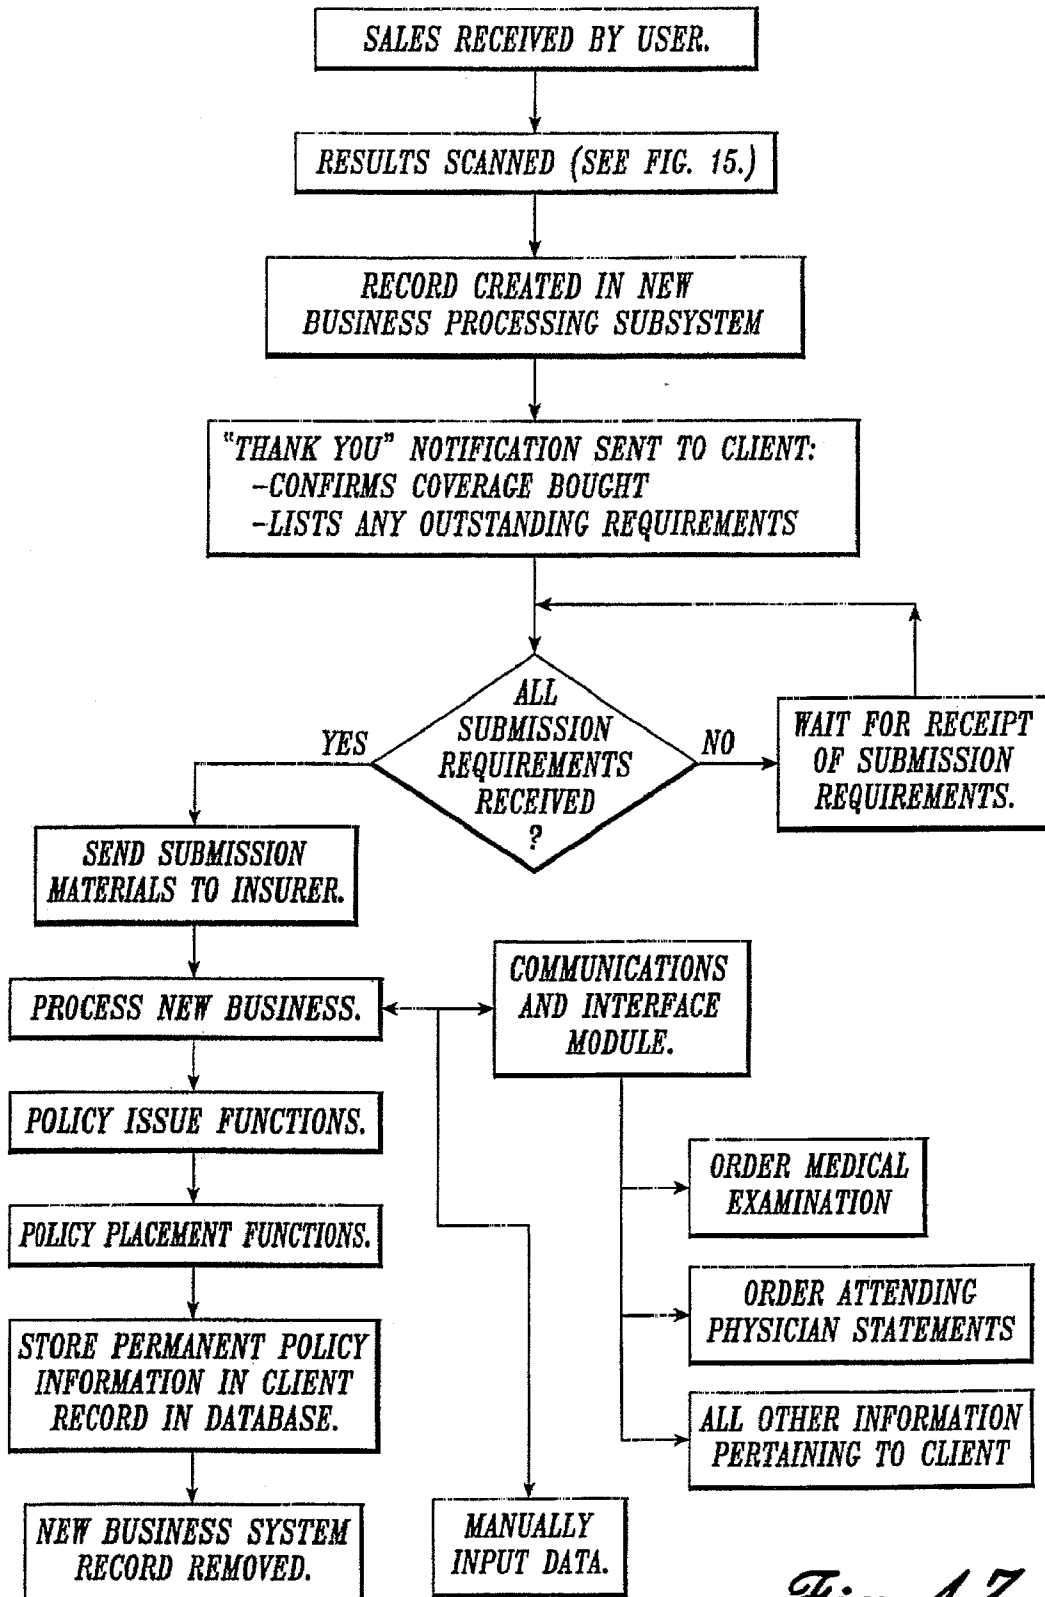 SALES RECEIVED BY USER.
RESULTS SCANNED (SEE FIG. 15.)
RECORD CREATED IN NEW
BUSINESS PROCESSING SUBSYSTEM
"THANK YOU" NOTIFICATION SENT TO CLIENT:
-CONFIRMS COVERAGE BOUGHT
-LISTS ANY OUTSTANDING REQUIREMENTS
ALL
SUBMISSION
REQUIREMENTS
RECEIVED
?
YES
NO
WAIT FOR RECEIPT
OF SUBMISSION
REQUIREMENTS.
SEND SUBMISSION
MATERIALS TO INSURER.
PROCESS NEW BUSINESS.
COMMUNICATIONS
AND INTERFACE
MODULE.
POLICY ISSUE FUNCTIONS.
ORDER MEDICAL
EXAMINATION
POLICY PLACEMENT FUNCTIONS.
ORDER ATTENDING
PHYSICIAN STATEMENTS
STORE PERMANENT POLICY
INFORMATION IN CLIENT
RECORD IN DATABASE.
ALL OTHER INFORMATION
PERTAINING TO CLIENT
NEW BUSINESS SYSTEM
RECORD REMOVED.
MANUALLY
INPUT DATA.